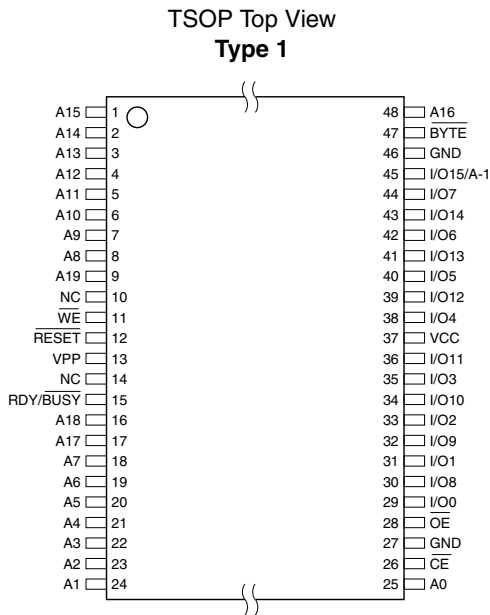 TSOP Top View
Type 1
A15 1 48 A16
A14 2 47 BYTE
A13 3 46 GND
A12 4 45 I/O15/A-1
A11 5 44 I/O7
A10 6 43 I/O14
A9 7 42 I/O6
A8 8 41 I/O13
A19 9 40 I/O5
NC 10 39 I/O12
WE 11 38 I/O4
RESET 12 37 VCC
VPP 13 36 I/O11
NC 14 35 I/O3
RDY/BUSY 15 34 I/O10
A18 16 33 I/O2
A17 17 32 I/O9
A7 18 31 I/O1
A6 19 30 I/O8
A5 20 29 I/O0
A4 21 28 OE
A3 22 27 GND
A2 23 26 CE
A1 24 25 A0